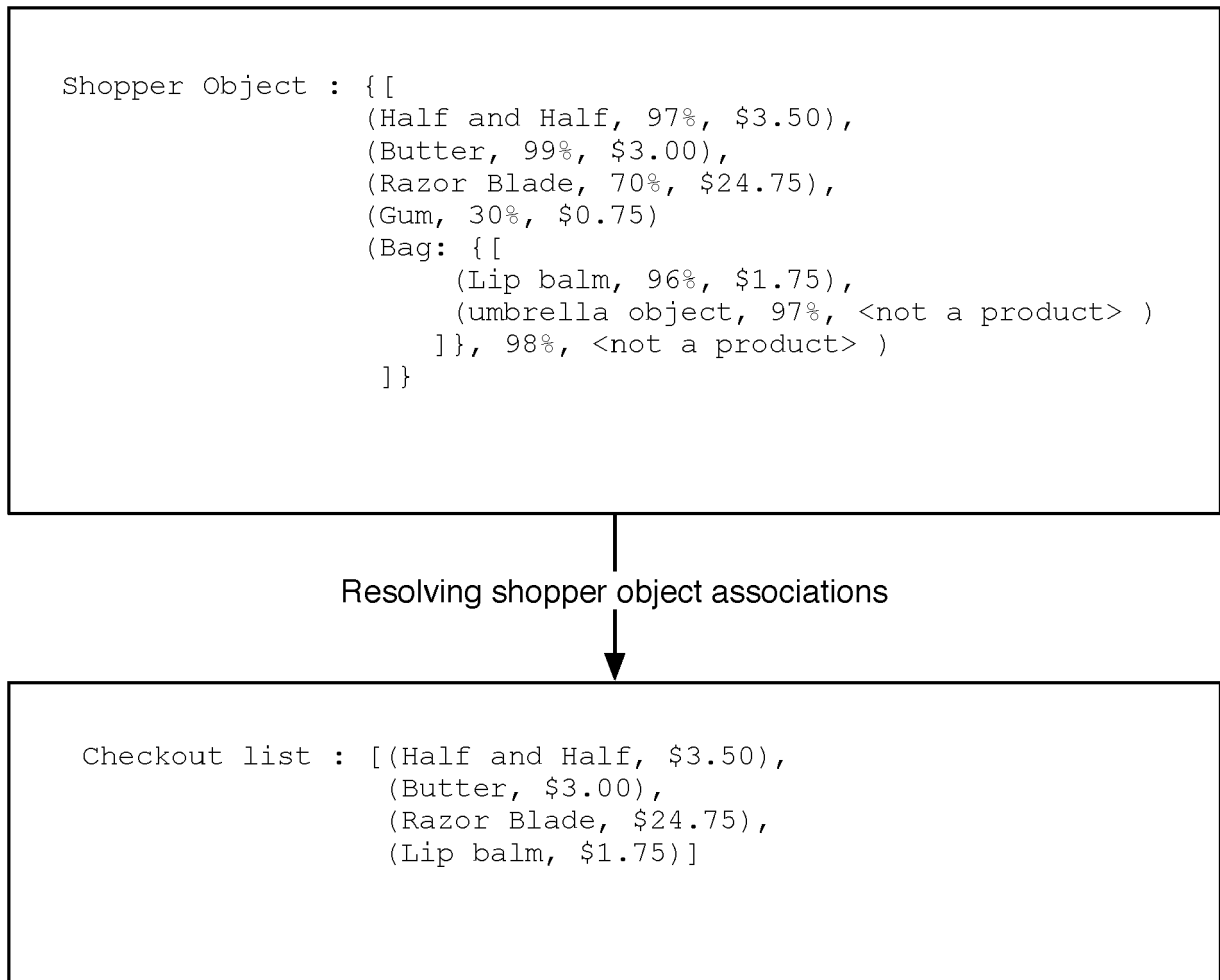 Shopper Object : {[
(Half and Half, 97%, $3.50),
(Butter, 99%, $3.00),
(Razor Blade, 70%, $24.75),
(Gum, 30%, $0.75)
(Bag: {[
(Lip balm, 96%, $1.75),
(umbrella object, 97%, <not a product> )
]}, 98%, <not a product> )
]}
Resolving shopper object associations
Checkout list : [(Half and Half, $3.50),
(Butter, $3.00),
(Razor Blade, $24.75),
(Lip balm, $1.75)]